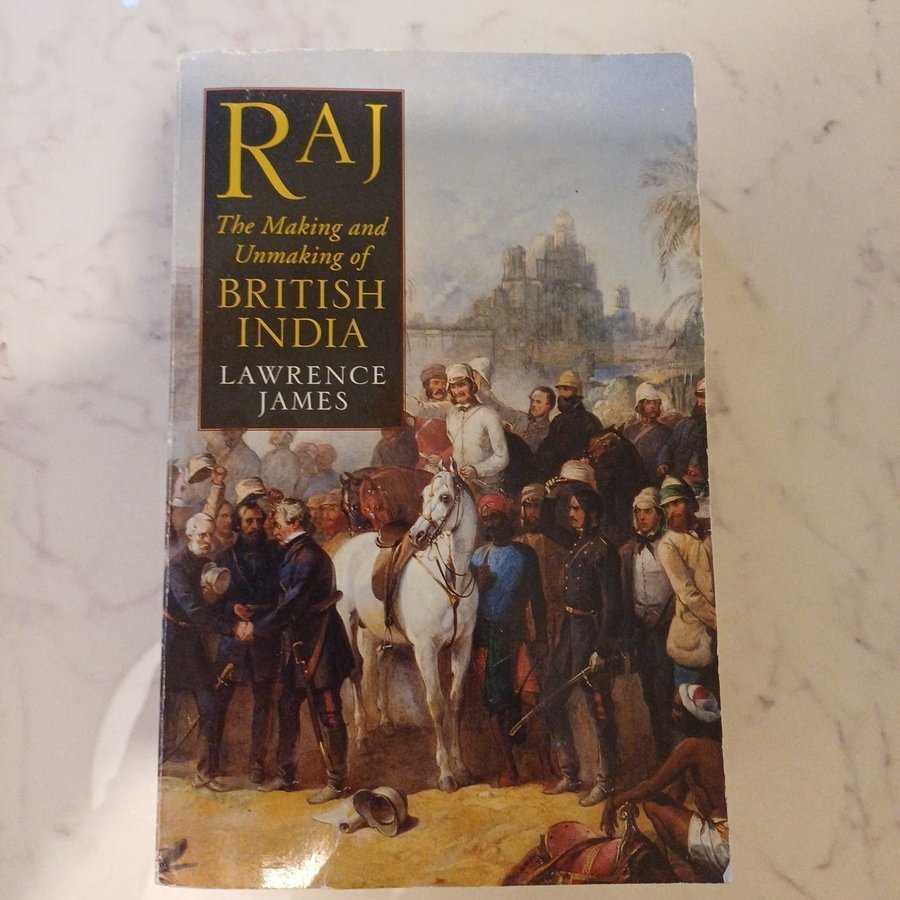 RAJ
The Making and
Unmaking of
BRITISH
INDIA
LAWRENCE
JAMES